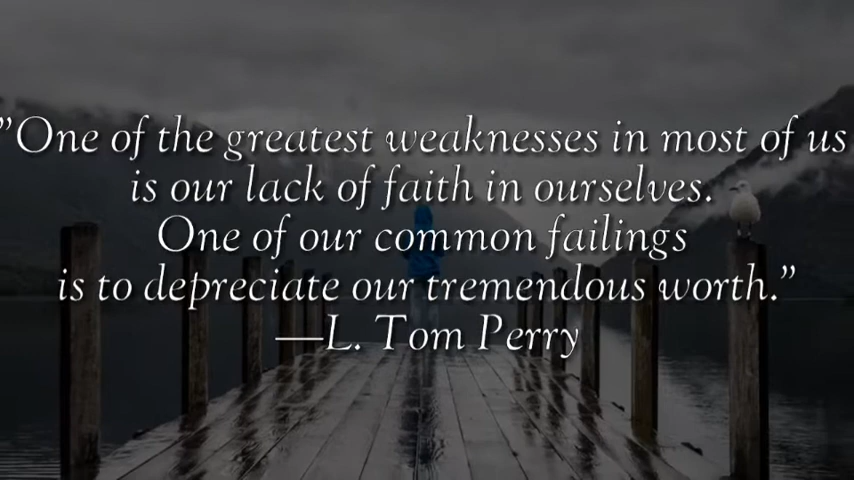 ”One of the greatest weaknesses in most of us
is our lack of faith in ourselves.
One of our common failings
is to depreciate our tremendous worth.”
—L. Tom Perry